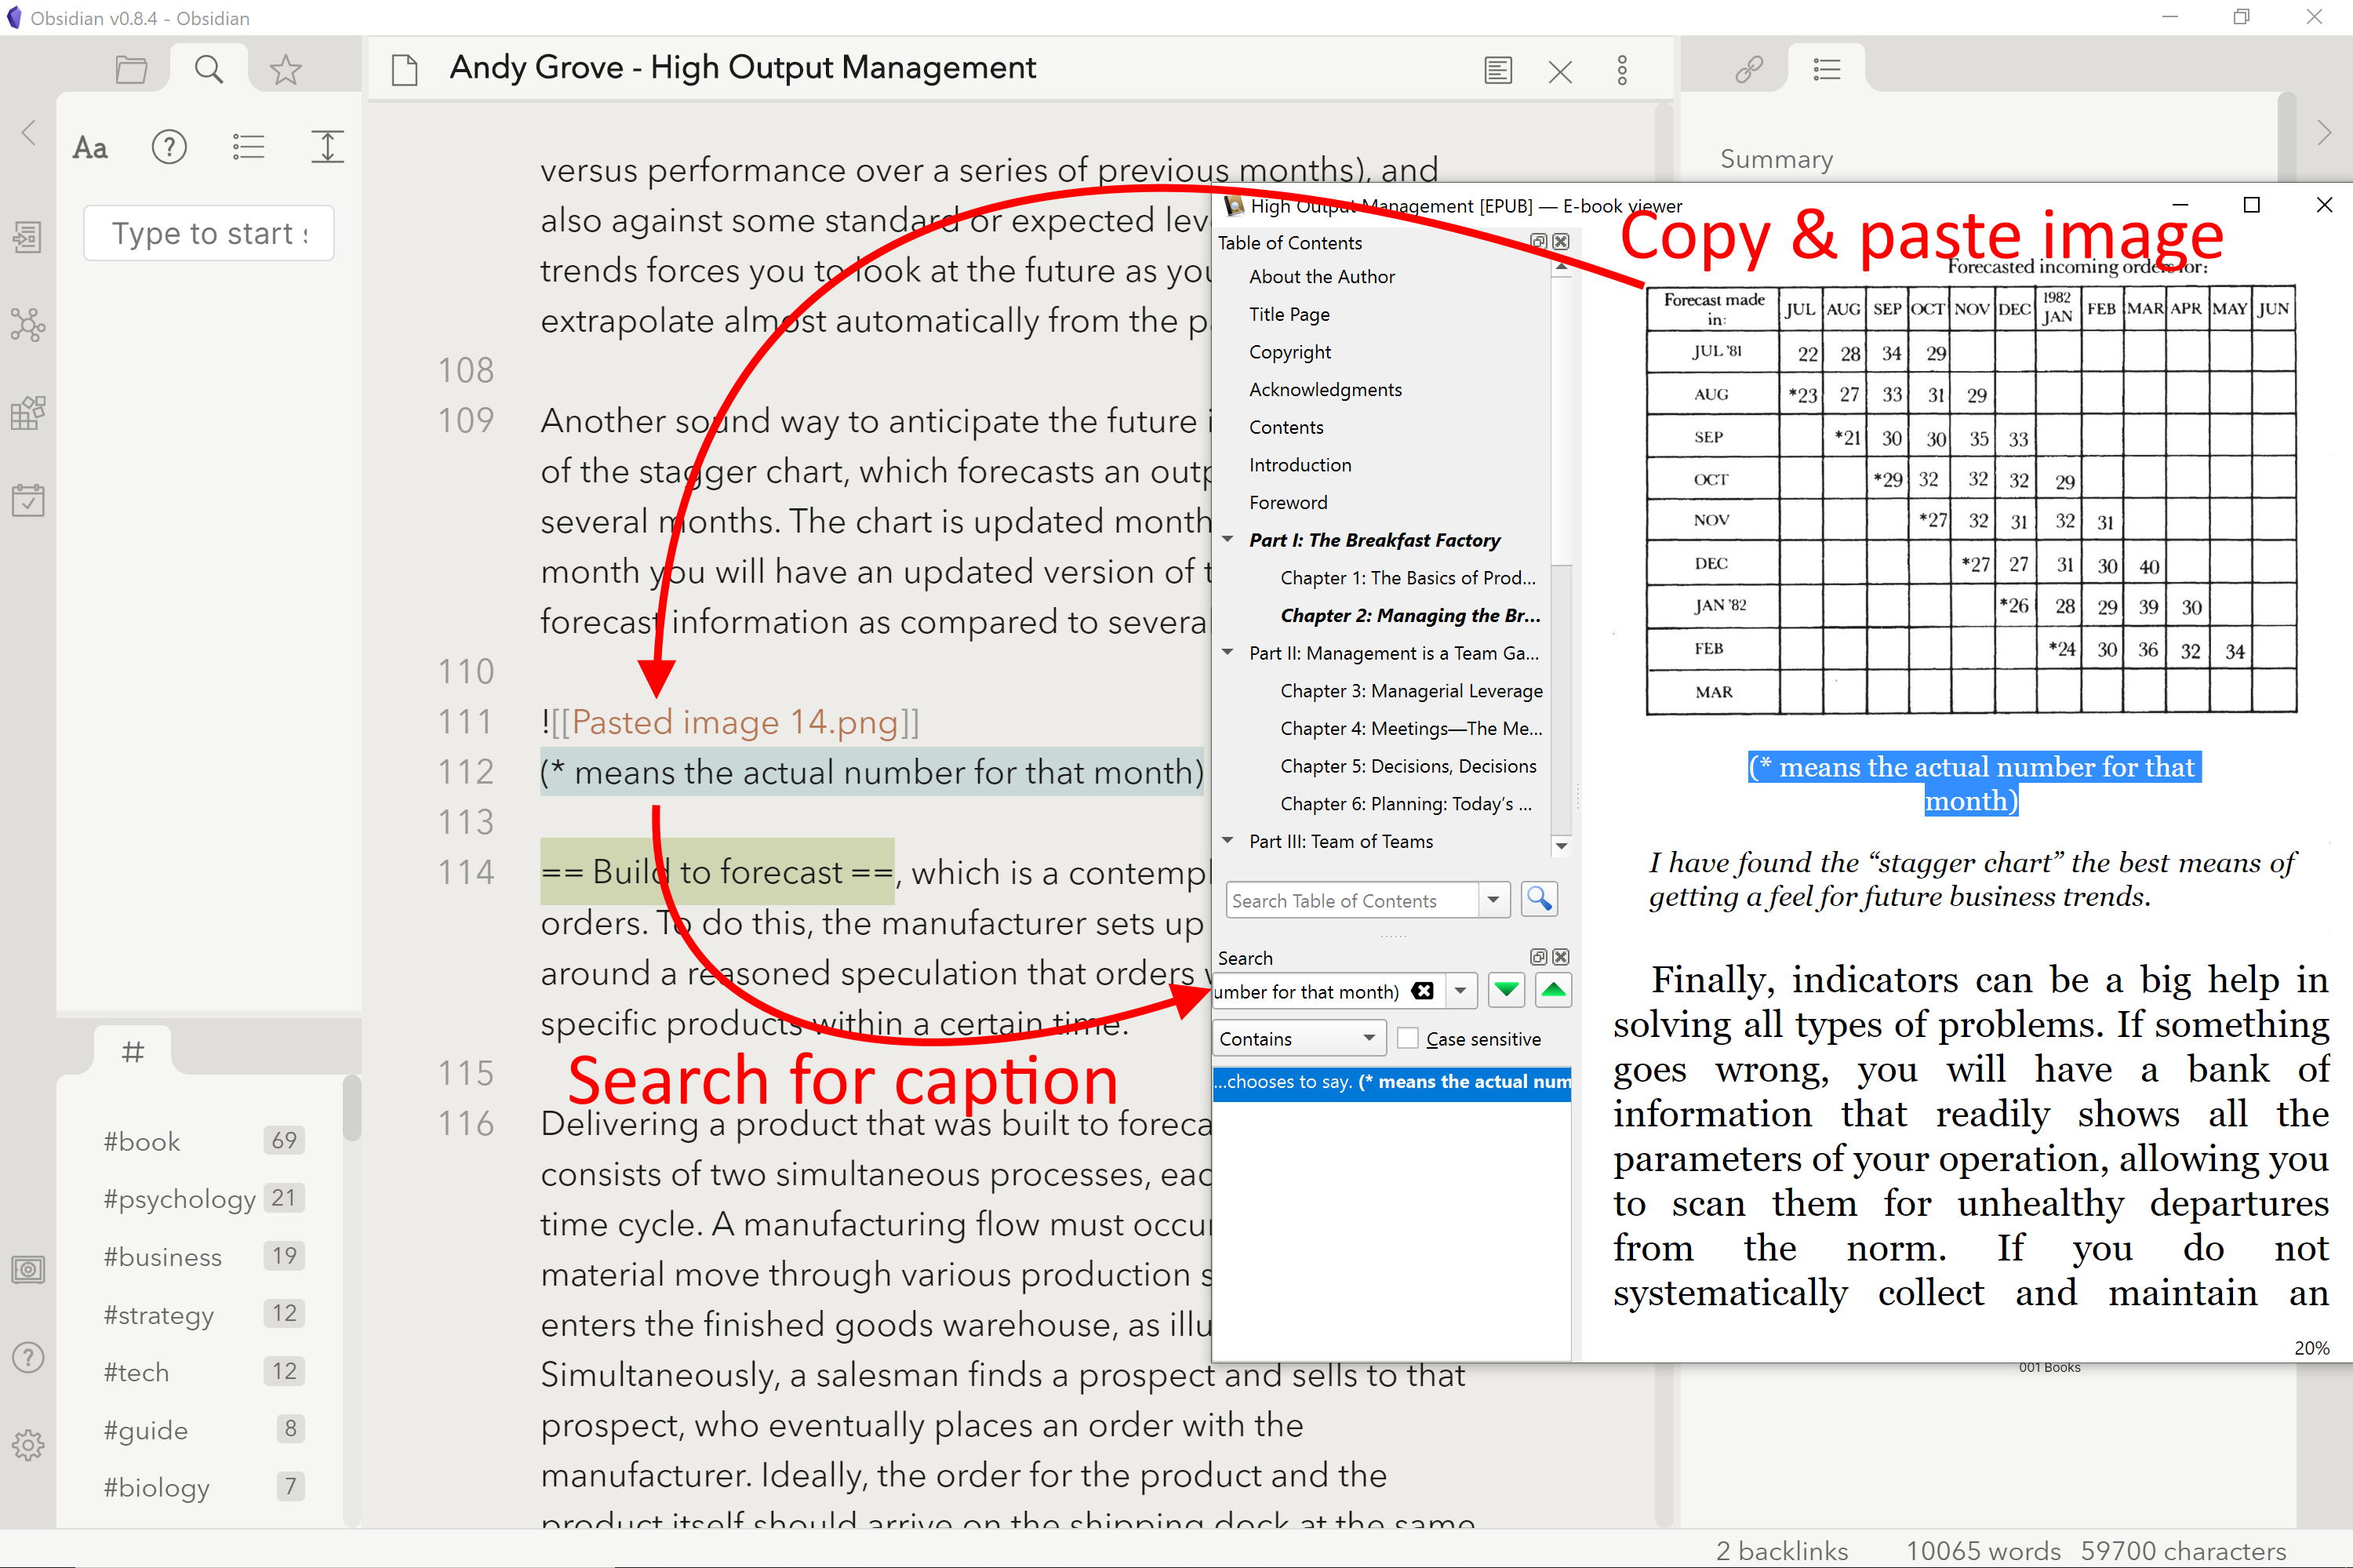 Obsidian v0.8.4 - Obsidian
Andy Grove - High Output Management
Aa
Type to start
#
#book 69
#psychology 21
#business 19
#strategy 12
#tech 12
#guide 8
#biology 7
versus performance over a series of previous months), and
also against some standard or expected
trends forces you to look at the future as
extrapolate almost automatically from the
108
109 Another sound way to anticipate the future
of the stagger chart, which forecasts an
several months. The chart is updated
month you will have an updated version of
forecast information as compared to several
110
111 ![[Pasted image 14.png]]
112 (* means the actual number for that month)
113
114 == Build to forecast ==, which is a
orders. To do this, the manufacturer sets up
around a reasoned speculation that orders
specific products within a certain time.
115
116 Delivering a product that was built to
consists of two simultaneous processes,
time cycle. A manufacturing flow must occur
material move through various production
enters the finished goods warehouse, as
Simultaneously, a salesman finds a prospect and sells to that
prospect, who eventually places an order with the
manufacturer. Ideally, the order for the product and the
product itself should arrive on the shipping dock at the same
Search for caption
Summary
High Output Management [EPUB] — E-book viewer
Table of Contents
About the Author
Title Page
Copyright
Acknowledgments
Contents
Introduction
Foreword
Part I: The Breakfast Factory
Chapter 1: The Basics of Prod...
Chapter 2: Managing the Br...
Part II: Management is a Team Ga...
Chapter 3: Managerial Leverage
Chapter 4: Meetings—The Me...
Chapter 5: Decisions, Decisions
Chapter 6: Planning: Today’s ...
Part III: Team of Teams
Search Table of Contents
Search
umber for that month)
Contains
Case sensitive
...chooses to say. (* means the actual num
Copy & paste image
Forecasted incoming orders for:
Forecast made in: JUL AUG SEP OCT NOV DEC 1982 JAN FEB MAR APR MAY JUN
JUL '81 22 28 34 29
AUG *23 27 33 31 29
SEP *21 30 30 35 33
OCT *29 32 32 32 29
NOV *27 32 31 32 31
DEC *27 27 31 30 40
JAN '82 *26 28 29 39 30
FEB *24 30 36 32 34
MAR
(* means the actual number for that
month)
I have found the “stagger chart” the best means of
getting a feel for future business trends.
Finally, indicators can be a big help in
solving all types of problems. If something
goes wrong, you will have a bank of
information that readily shows all the
parameters of your operation, allowing you
to scan them for unhealthy departures
from the norm. If you do not
systematically collect and maintain an
20%
001 Books
2 backlinks 10065 words 59700 characters